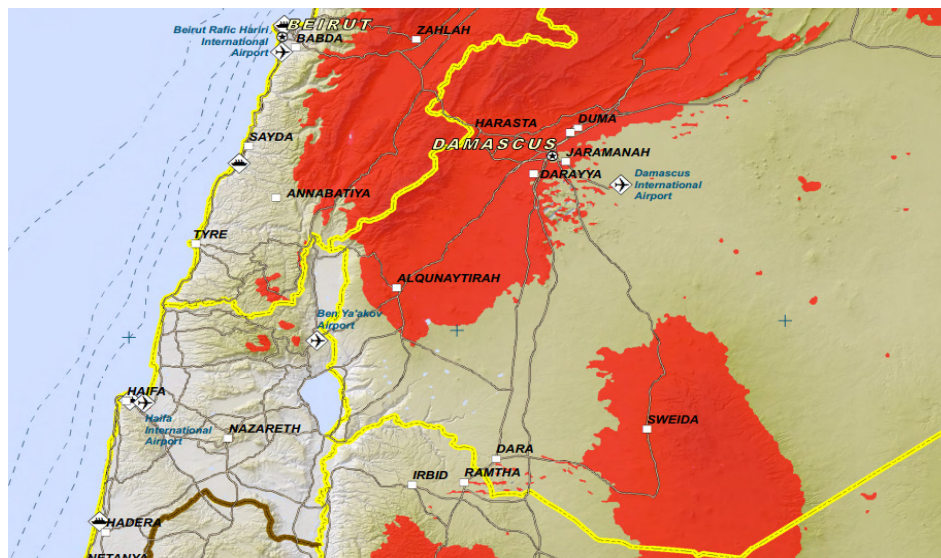 BEIRUT
Beirut Rafic Hariri
International
Airport
BABDA
ZAHLAH
HARASTA
DUMA
SAYDA
DAMASCUS
JARAMANAH
DARAYYA
Damascus
International
Airport
ANNABATIYA
TYRE
ALQUNAYTIRAH
Ben Ya'akov
Airport
HAIFA
Haifa
International
Airport
NAZARETH
SWEIDA
DARA
IRBID
RAMTHA
HADERA
NETANYA